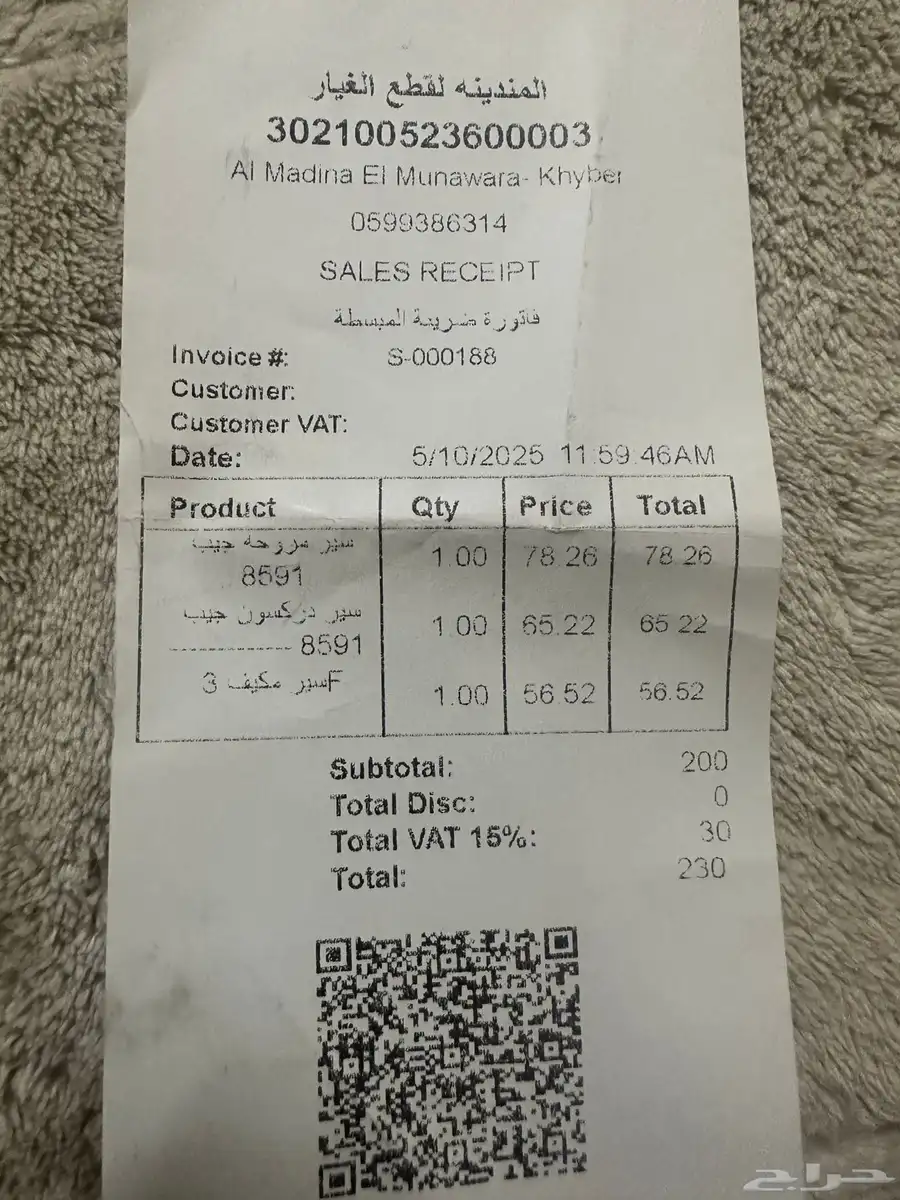 المندينه لقطع الغيار
302100523600003
Al Madina El Munawara- Khyber
0599386314
SALES RECEIPT
فاتورة ضريبة المبسطة
Invoice #: S-000188
Customer:
Customer VAT:
Date: 5/10/2025 11:59:46AM
Product Qty Price Total
سير مروحه جيب 8591 1.00 78.26 78.26
سير دركسون جيب 8591 ------------- 1.00 65.22 65.22
سير مكيف 3F 1.00 56.52 56.52
Subtotal: 200
Total Disc: 0
Total VAT 15%: 30
Total: 230
حراج